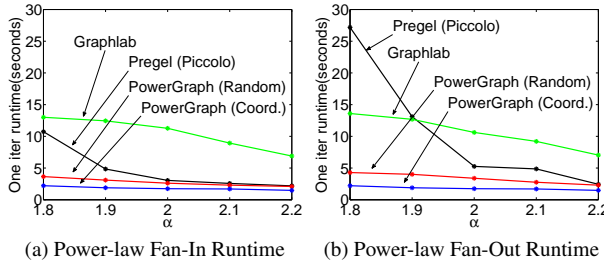 30
25
20
15
10
5
0
One iter runtime(seconds)
Graphlab
Pregel (Piccolo)
PowerGraph (Random)
PowerGraph (Coord.)
1.8 1.9 2 2.1 2.2
α
(a) Power-law Fan-In Runtime
30
25
20
15
10
5
0
One iter runtime(seconds)
Pregel (Piccolo)
Graphlab
PowerGraph (Random)
PowerGraph (Coord.)
1.8 1.9 2 2.1 2.2
α
(b) Power-law Fan-Out Runtime